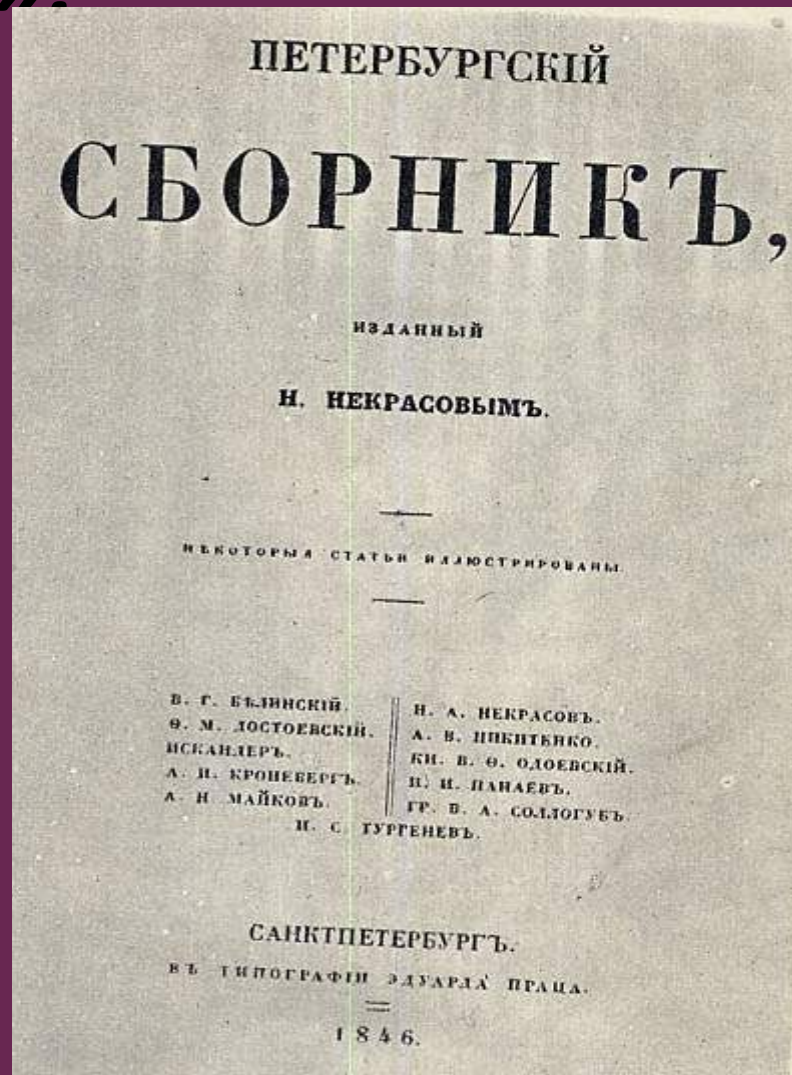 ПЕТЕРБУРГСКІЙ
СБОРНИКЪ,
ИЗДАННЫЙ
Н. НЕКРАСОВЫМЪ.
НѢКОТОРЫЯ СТАТЬИ ИЛЛЮСТРИРОВАНЫ.
В. Г. БѢЛИНСКІЙ.
Ѳ. М. ДОСТОЕВСКІЙ.
ИСКАНДЕРЪ.
А. И. КРОНЕБЕРГЪ.
А. Н. МАЙКОВЪ.
Н. А. НЕКРАСОВЪ.
А. В. НИКИТЕНКО.
КН. В. Ѳ. ОДОЕВСКІЙ.
И. И. ПАНАЕВЪ.
ГР. В. А. СОЛЛОГУБЪ.
И. С. ТУРГЕНЕВЪ.
САНКТПЕТЕРБУРГЪ.
ВЪ ТИПОГРАФІИ ЭДУАРДА ПРАЦА.
1846.